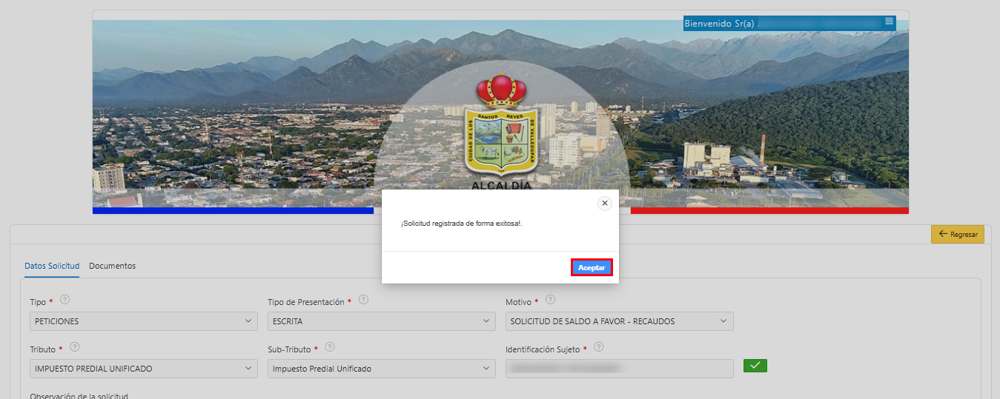 Bienvenido Sr(a) .
SANTOS REYES
CIUDAD DE LOS
DE VALLEDUPAR
ALCALDÍA
¡Solicitud registrada de forma exitosa!.
Aceptar
Regresar
Datos Solicitud Documentos
Tipo * ? Tipo de Presentación * ? Motivo * ?
PETICIONES ESCRITA SOLICITUD DE SALDO A FAVOR - RECAUDOS
Tributo * ? Sub-Tributo * ? Identificación Sujeto * ?
IMPUESTO PREDIAL UNIFICADO Impuesto Predial Unificado
Observación de la solicitud